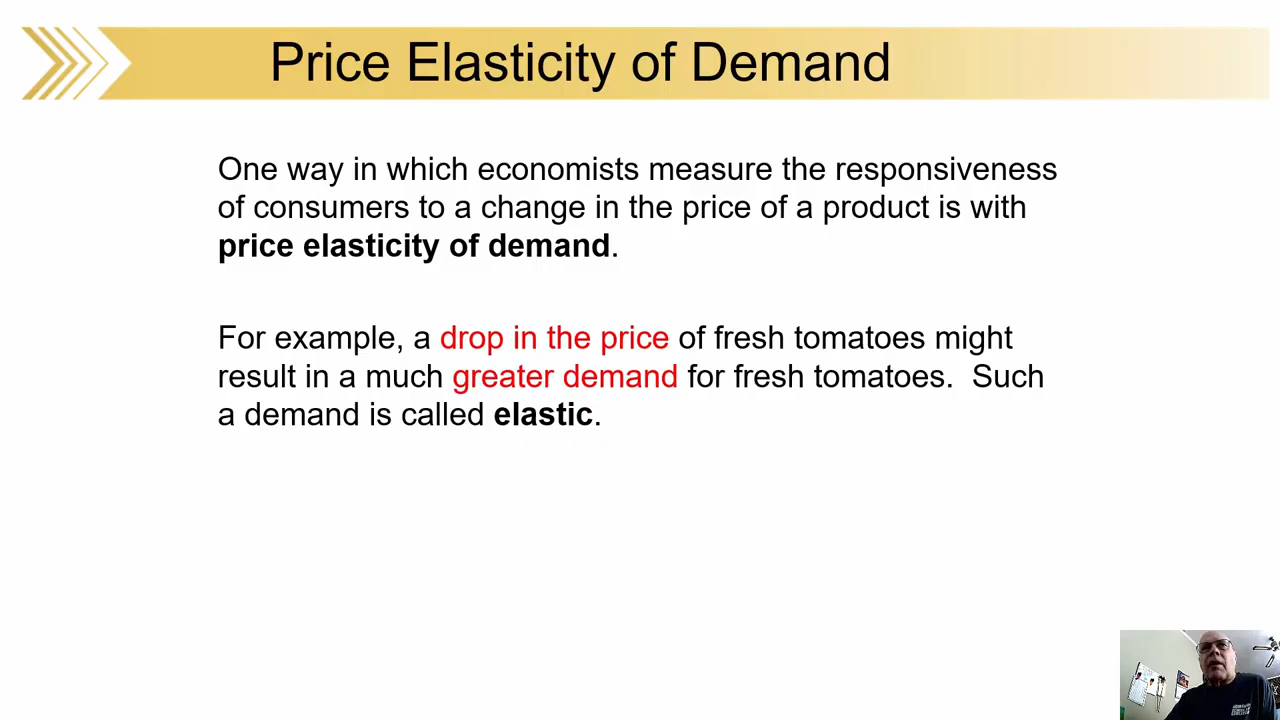 Price Elasticity of Demand
One way in which economists measure the responsiveness
of consumers to a change in the price of a product is with
price elasticity of demand.
For example, a drop in the price of fresh tomatoes might
result in a much greater demand for fresh tomatoes.  Such
a demand is called elastic.